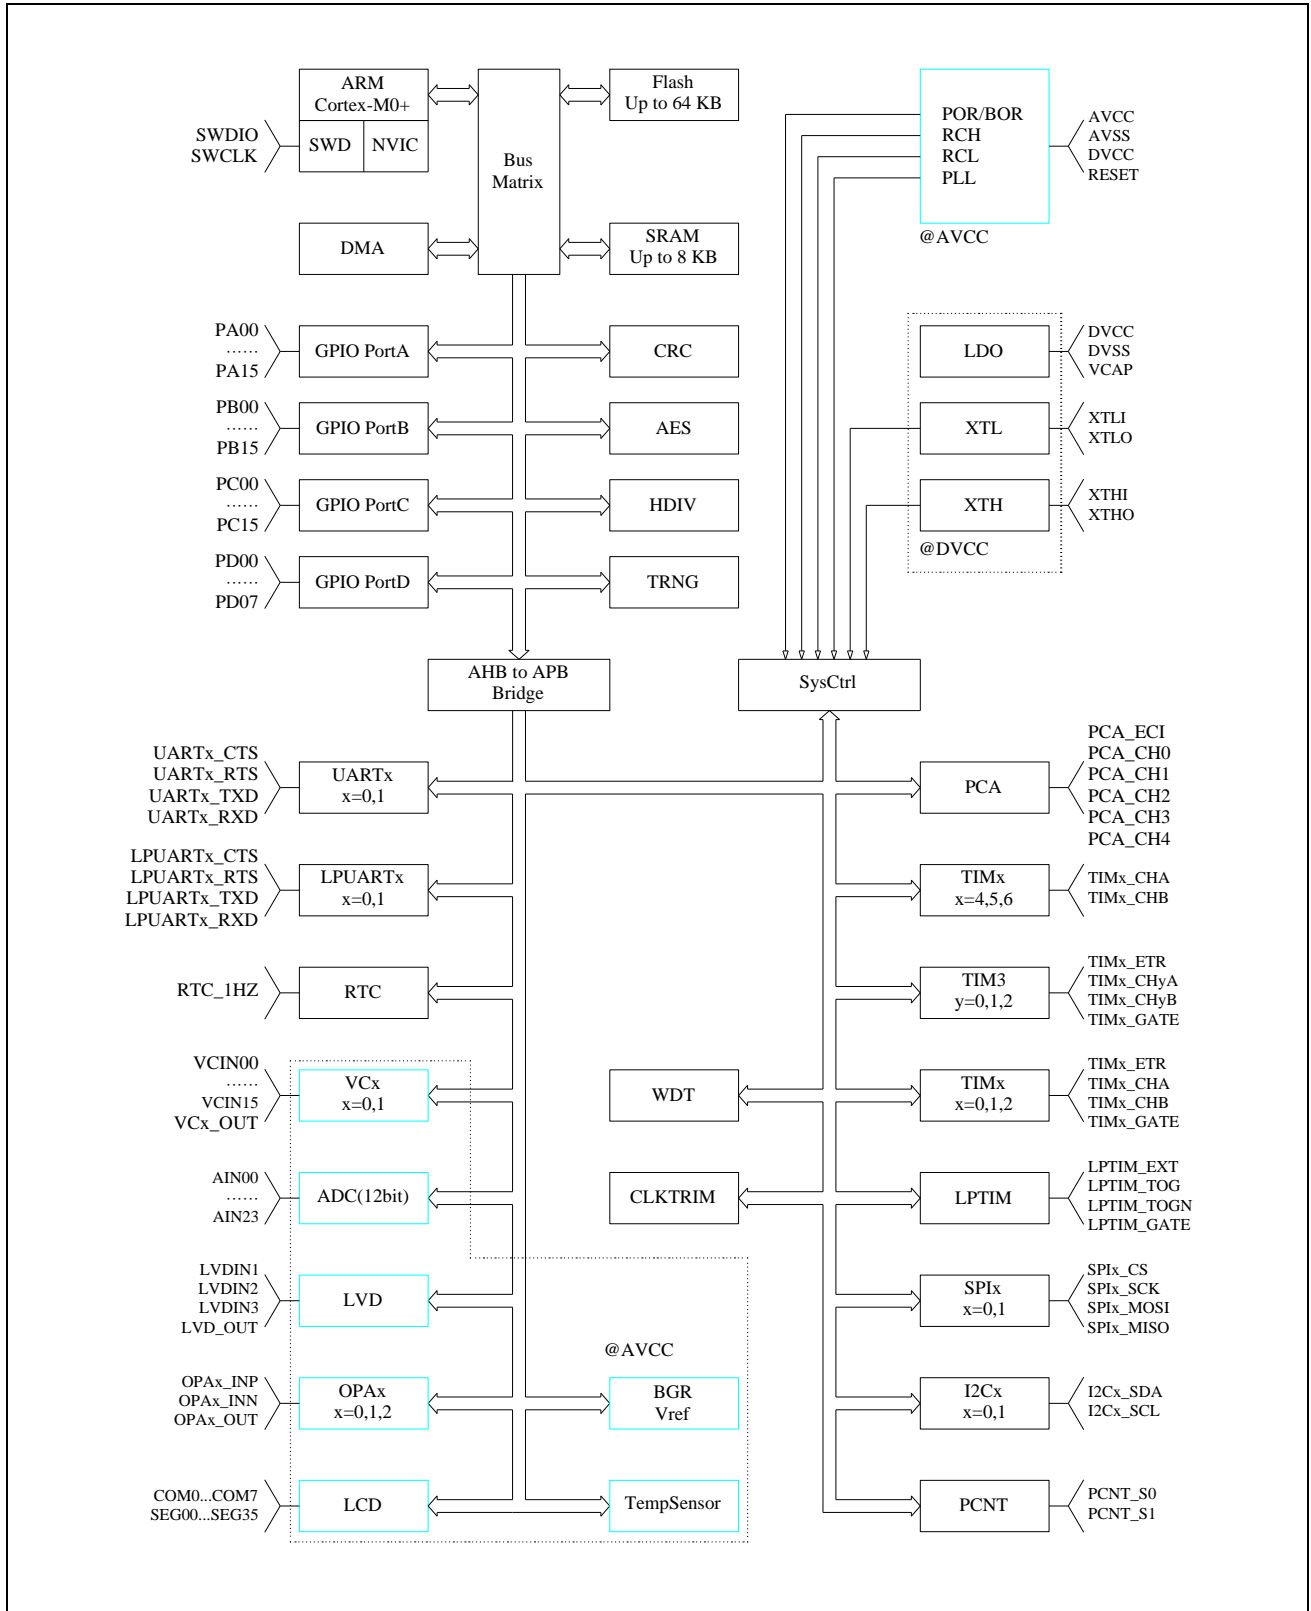 ARM
Cortex-M0+
SWD
NVIC
SWDIO
SWCLK
Bus
Matrix
Flash
Up to 64 KB
POR/BOR
RCH
RCL
PLL
@AVCC
AVCC
AVSS
DVCC
RESET
DMA
SRAM
Up to 8 KB
PA00
......
PA15
GPIO PortA
CRC
LDO
DVCC
DVSS
VCAP
PB00
......
PB15
GPIO PortB
AES
XTL
XTLI
XTLO
PC00
......
PC15
GPIO PortC
HDIV
XTH
XTHI
XTHO
@DVCC
PD00
......
PD07
GPIO PortD
TRNG
AHB to APB
Bridge
SysCtrl
UARTx_CTS
UARTx_RTS
UARTx_TXD
UARTx_RXD
UARTx
x=0,1
PCA
PCA_ECI
PCA_CH0
PCA_CH1
PCA_CH2
PCA_CH3
PCA_CH4
LPUARTx_CTS
LPUARTx_RTS
LPUARTx_TXD
LPUARTx_RXD
LPUARTx
x=0,1
TIMx
x=4,5,6
TIMx_CHA
TIMx_CHB
RTC_1HZ
RTC
TIM3
y=0,1,2
TIMx_ETR
TIMx_CHyA
TIMx_CHyB
TIMx_GATE
VCIN00
......
VCIN15
VCx_OUT
VCx
x=0,1
WDT
TIMx
x=0,1,2
TIMx_ETR
TIMx_CHA
TIMx_CHB
TIMx_GATE
AIN00
......
AIN23
ADC(12bit)
CLKTRIM
LPTIM
LPTIM_EXT
LPTIM_TOG
LPTIM_TOGN
LPTIM_GATE
LVDIN1
LVDIN2
LVDIN3
LVD_OUT
LVD
SPIx
x=0,1
SPIx_CS
SPIx_SCK
SPIx_MOSI
SPIx_MISO
@AVCC
OPAx_INP
OPAx_INN
OPAx_OUT
OPAx
x=0,1,2
BGR
Vref
I2Cx
x=0,1
I2Cx_SDA
I2Cx_SCL
COM0...COM7
SEG00...SEG35
LCD
TempSensor
PCNT
PCNT_S0
PCNT_S1